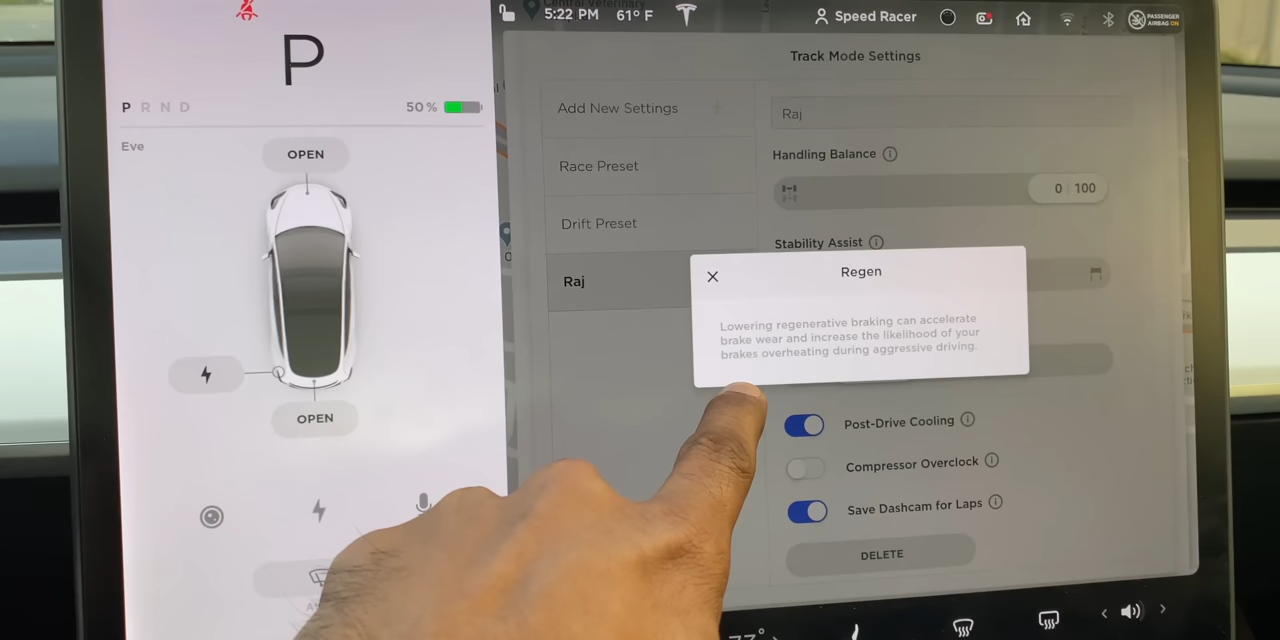 P
P R N D
50 %
Eve
OPEN
OPEN
5:22 PM 61° F
Speed Racer
PASSENGER
AIRBAG ON
Track Mode Settings
Add New Settings
Race Preset
Drift Preset
Raj
Raj
Handling Balance
0 100
Stability Assist
Regen
Lowering regenerative braking can accelerate
brake wear and increase the likelihood of your
brakes overheating during aggressive driving.
Post-Drive Cooling
Compressor Overclock
Save Dashcam for Laps
DELETE